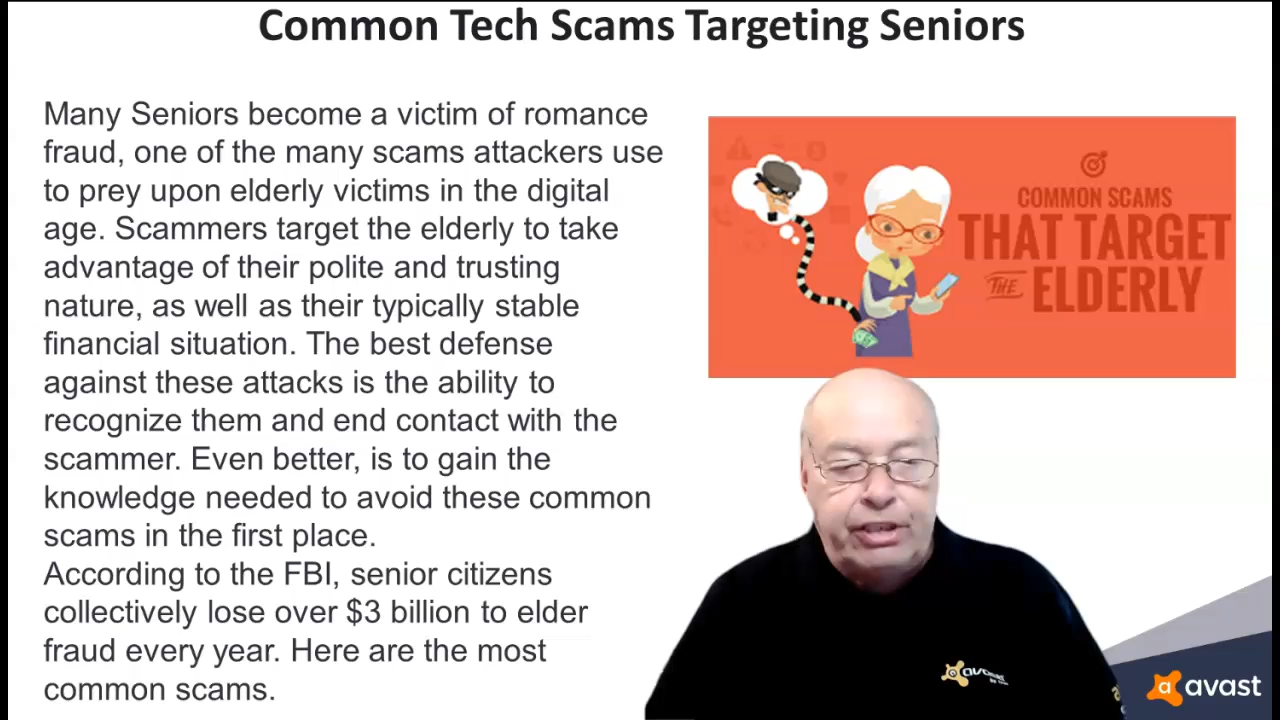 Common Tech Scams Targeting Seniors
Many Seniors become a victim of romance
fraud, one of the many scams attackers use
to prey upon elderly victims in the digital
age. Scammers target the elderly to take
advantage of their polite and trusting
nature, as well as their typically stable
financial situation. The best defense
against these attacks is the ability to
recognize them and end contact with the
scammer. Even better, is to gain the
knowledge needed to avoid these common
scams in the first place.
According to the FBI, senior citizens
collectively lose over $3 billion to elder
fraud every year. Here are the most
common scams.
COMMON SCAMS
THAT TARGET
THE ELDERLY
avast
avast